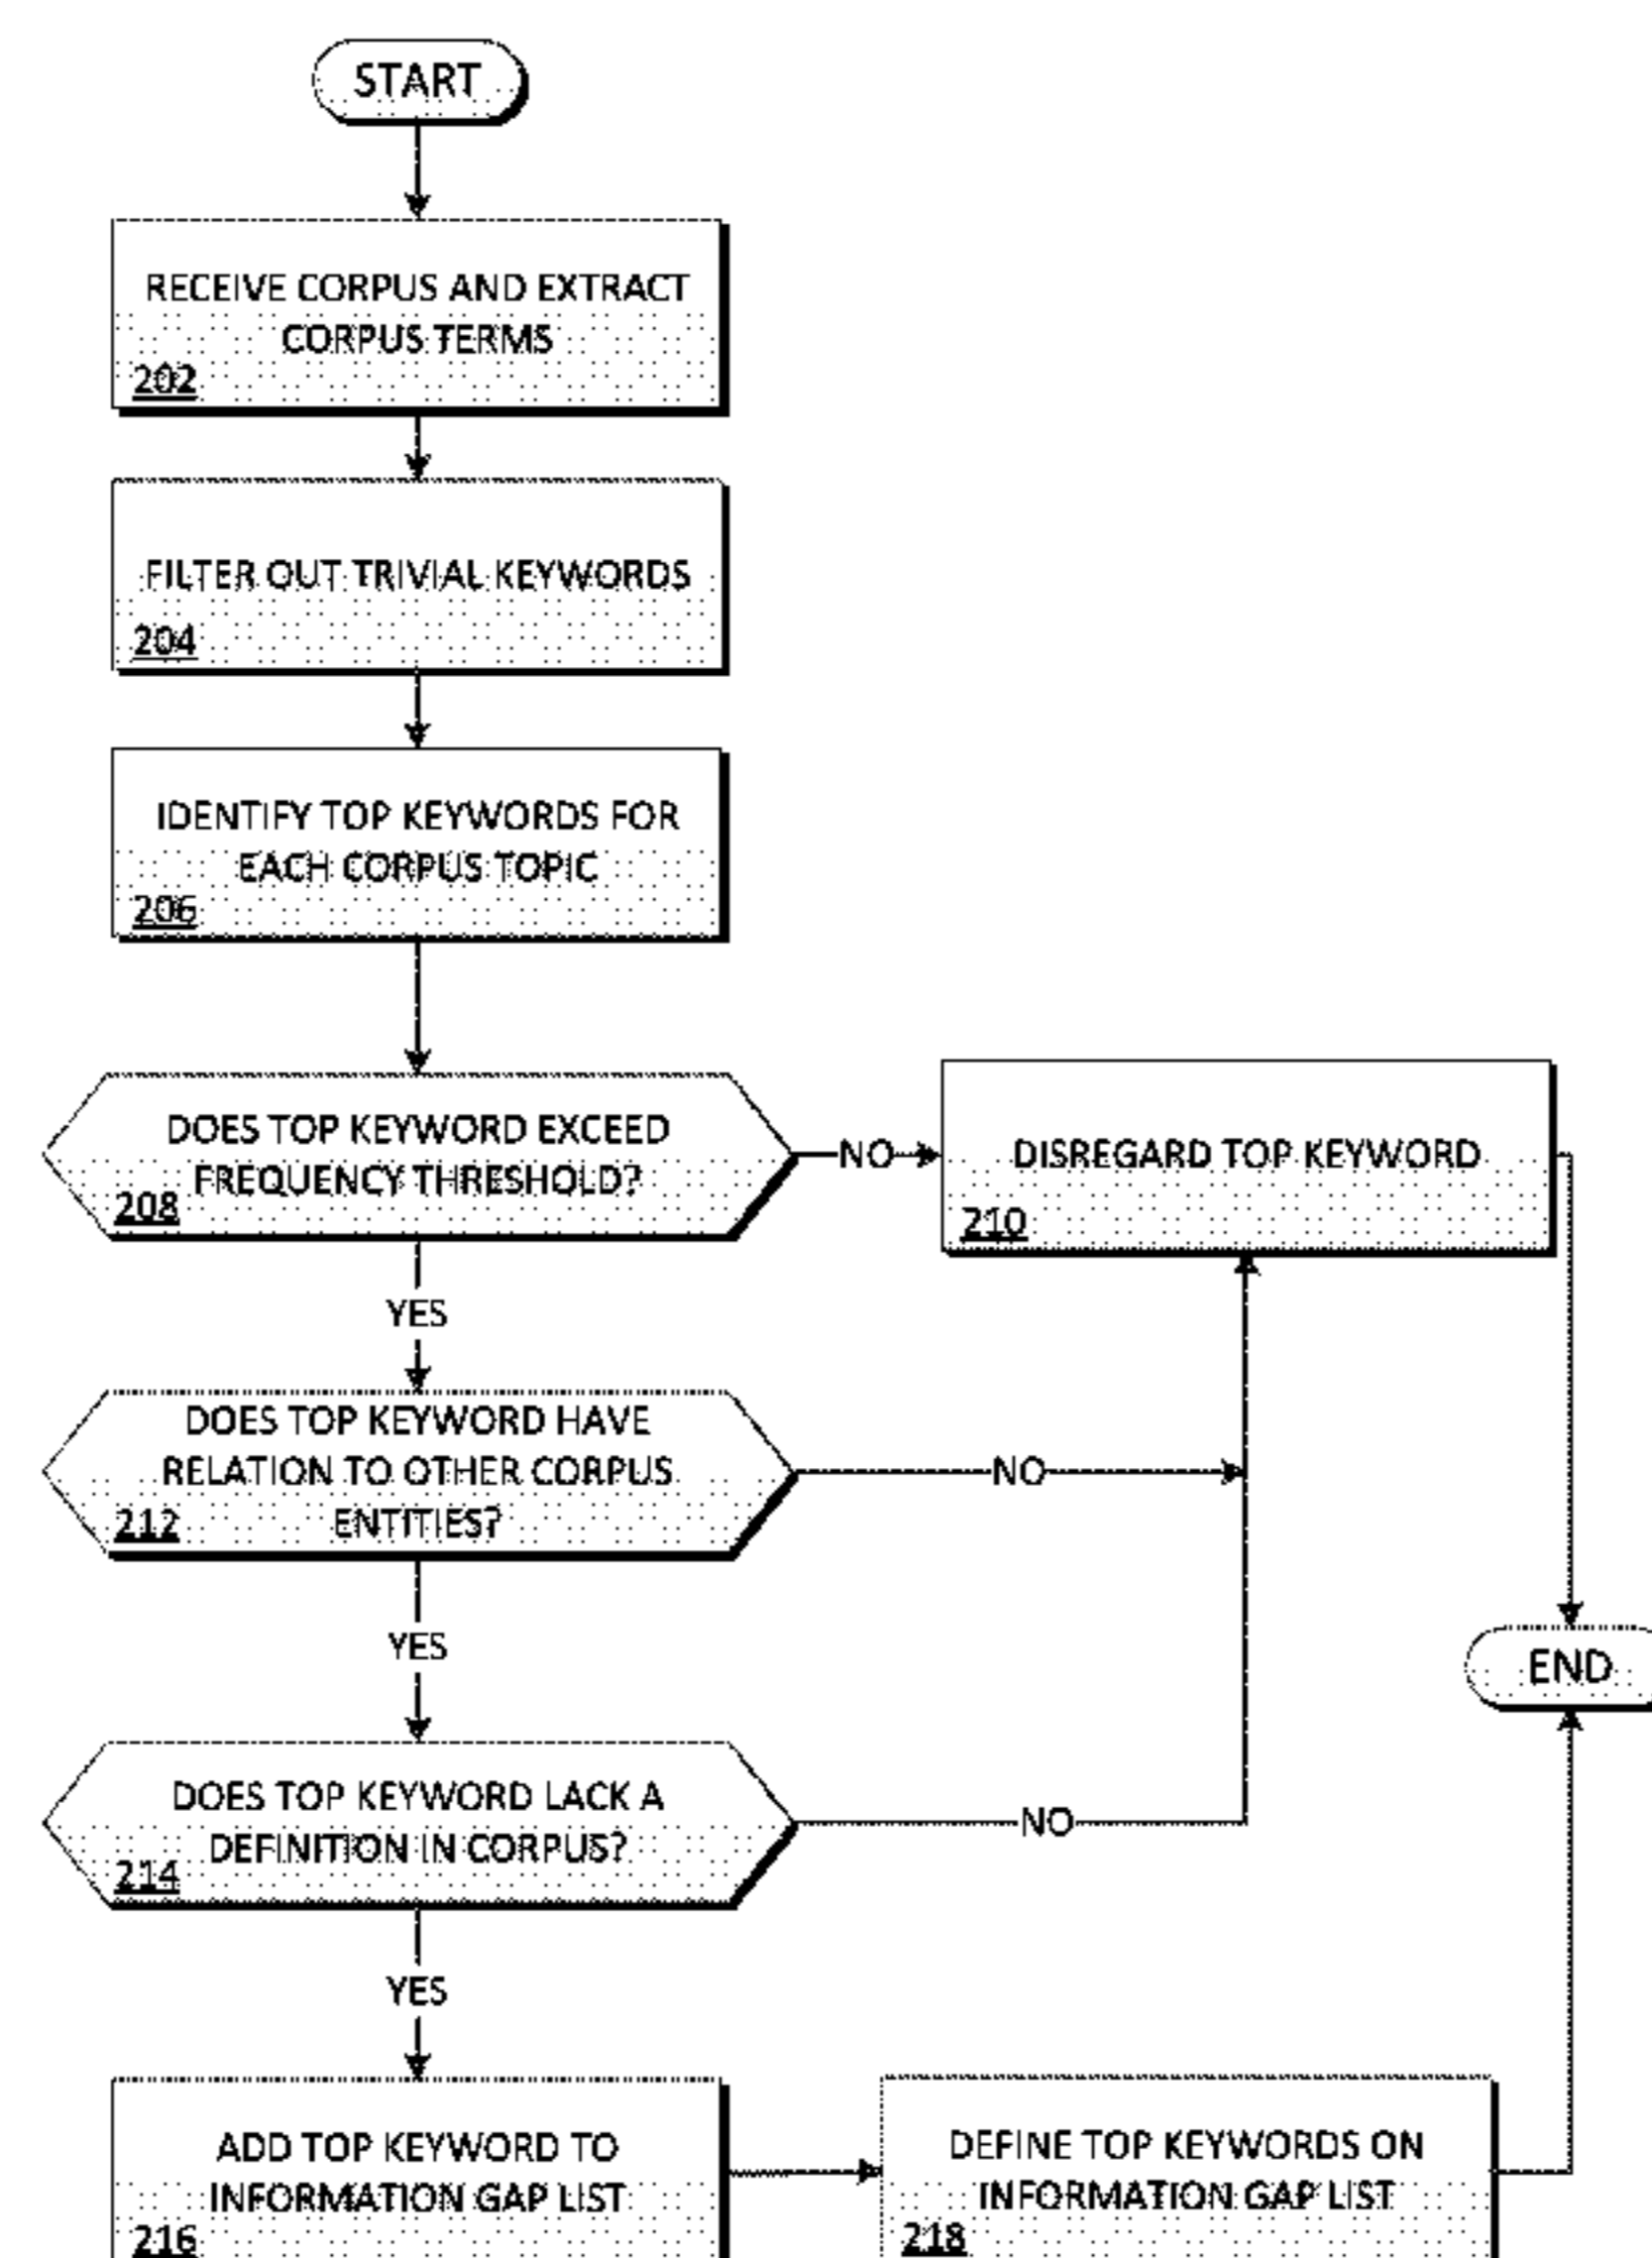 START
RECEIVE CORPUS AND EXTRACT
CORPUS TERMS
202
FILTER OUT TRIVIAL KEYWORDS
204
IDENTIFY TOP KEYWORDS FOR
EACH CORPUS TOPIC
206
DOES TOP KEYWORD EXCEED
FREQUENCY THRESHOLD?
208
NO
DISREGARD TOP KEYWORD
210
YES
DOES TOP KEYWORD HAVE
RELATION TO OTHER CORPUS
ENTITIES?
212
NO
YES
END
DOES TOP KEYWORD LACK A
DEFINITION IN CORPUS?
214
NO
YES
ADD TOP KEYWORD TO
INFORMATION GAP LIST
216
DEFINE TOP KEYWORDS ON
INFORMATION GAP LIST
218